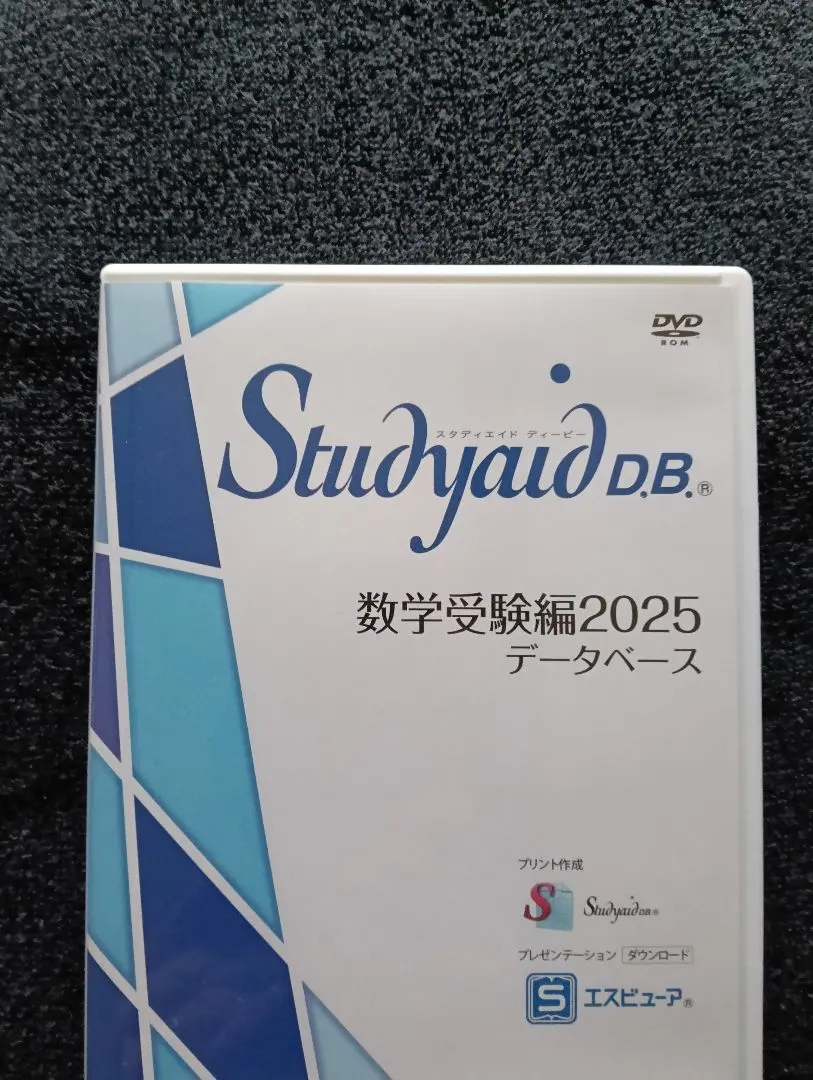 DVD
ROM
スタディエイド ディービー
Studyaid D.B.®
数学受験編2025
データベース
プリント作成
S Studyaid D.B.®
プレゼンテーション ダウンロード
S エスビューア®